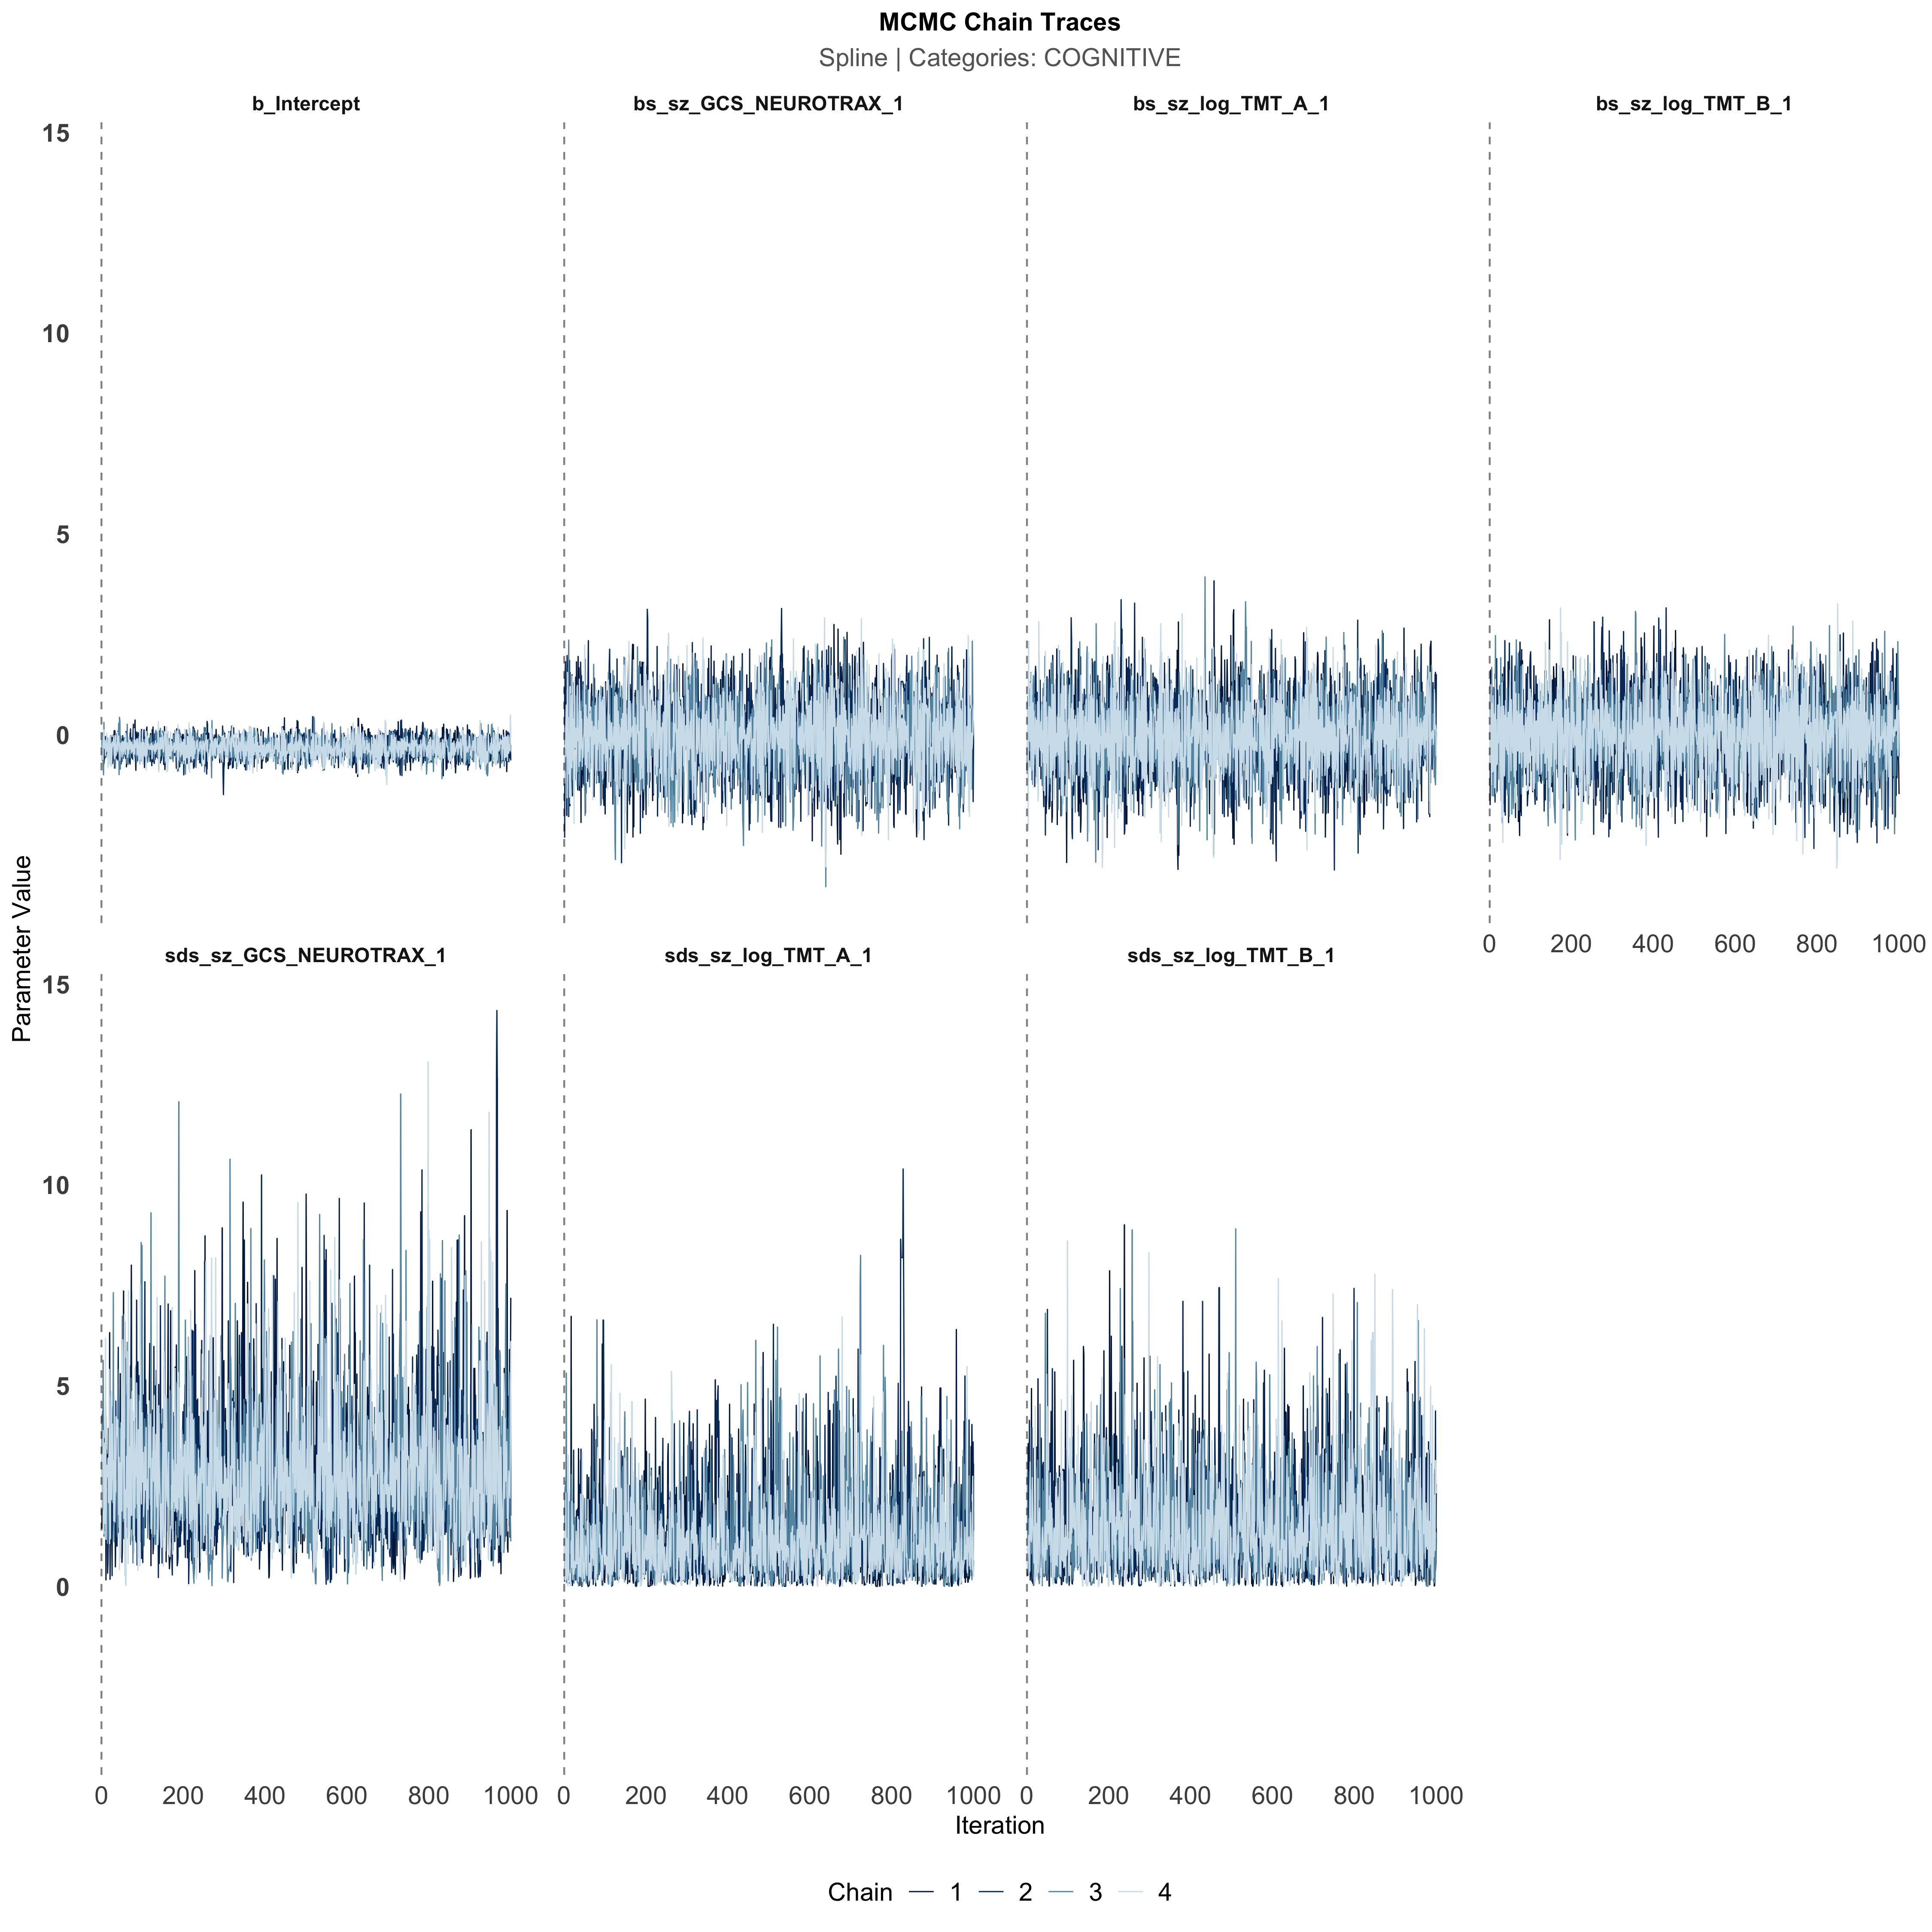 MCMC Chain Traces
Spline | Categories: COGNITIVE
b_Intercept
bs_sz_GCS_NEUROTRAX_1
bs_sz_log_TMT_A_1
bs_sz_log_TMT_B_1
15
10
5
0
0 200 400 600 800 1000
Parameter Value
sds_sz_GCS_NEUROTRAX_1
sds_sz_log_TMT_A_1
sds_sz_log_TMT_B_1
15
10
5
0
0 200 400 600 800 1000
0 200 400 600 800 1000
0 200 400 600 800 1000
Iteration
Chain 1 2 3 4